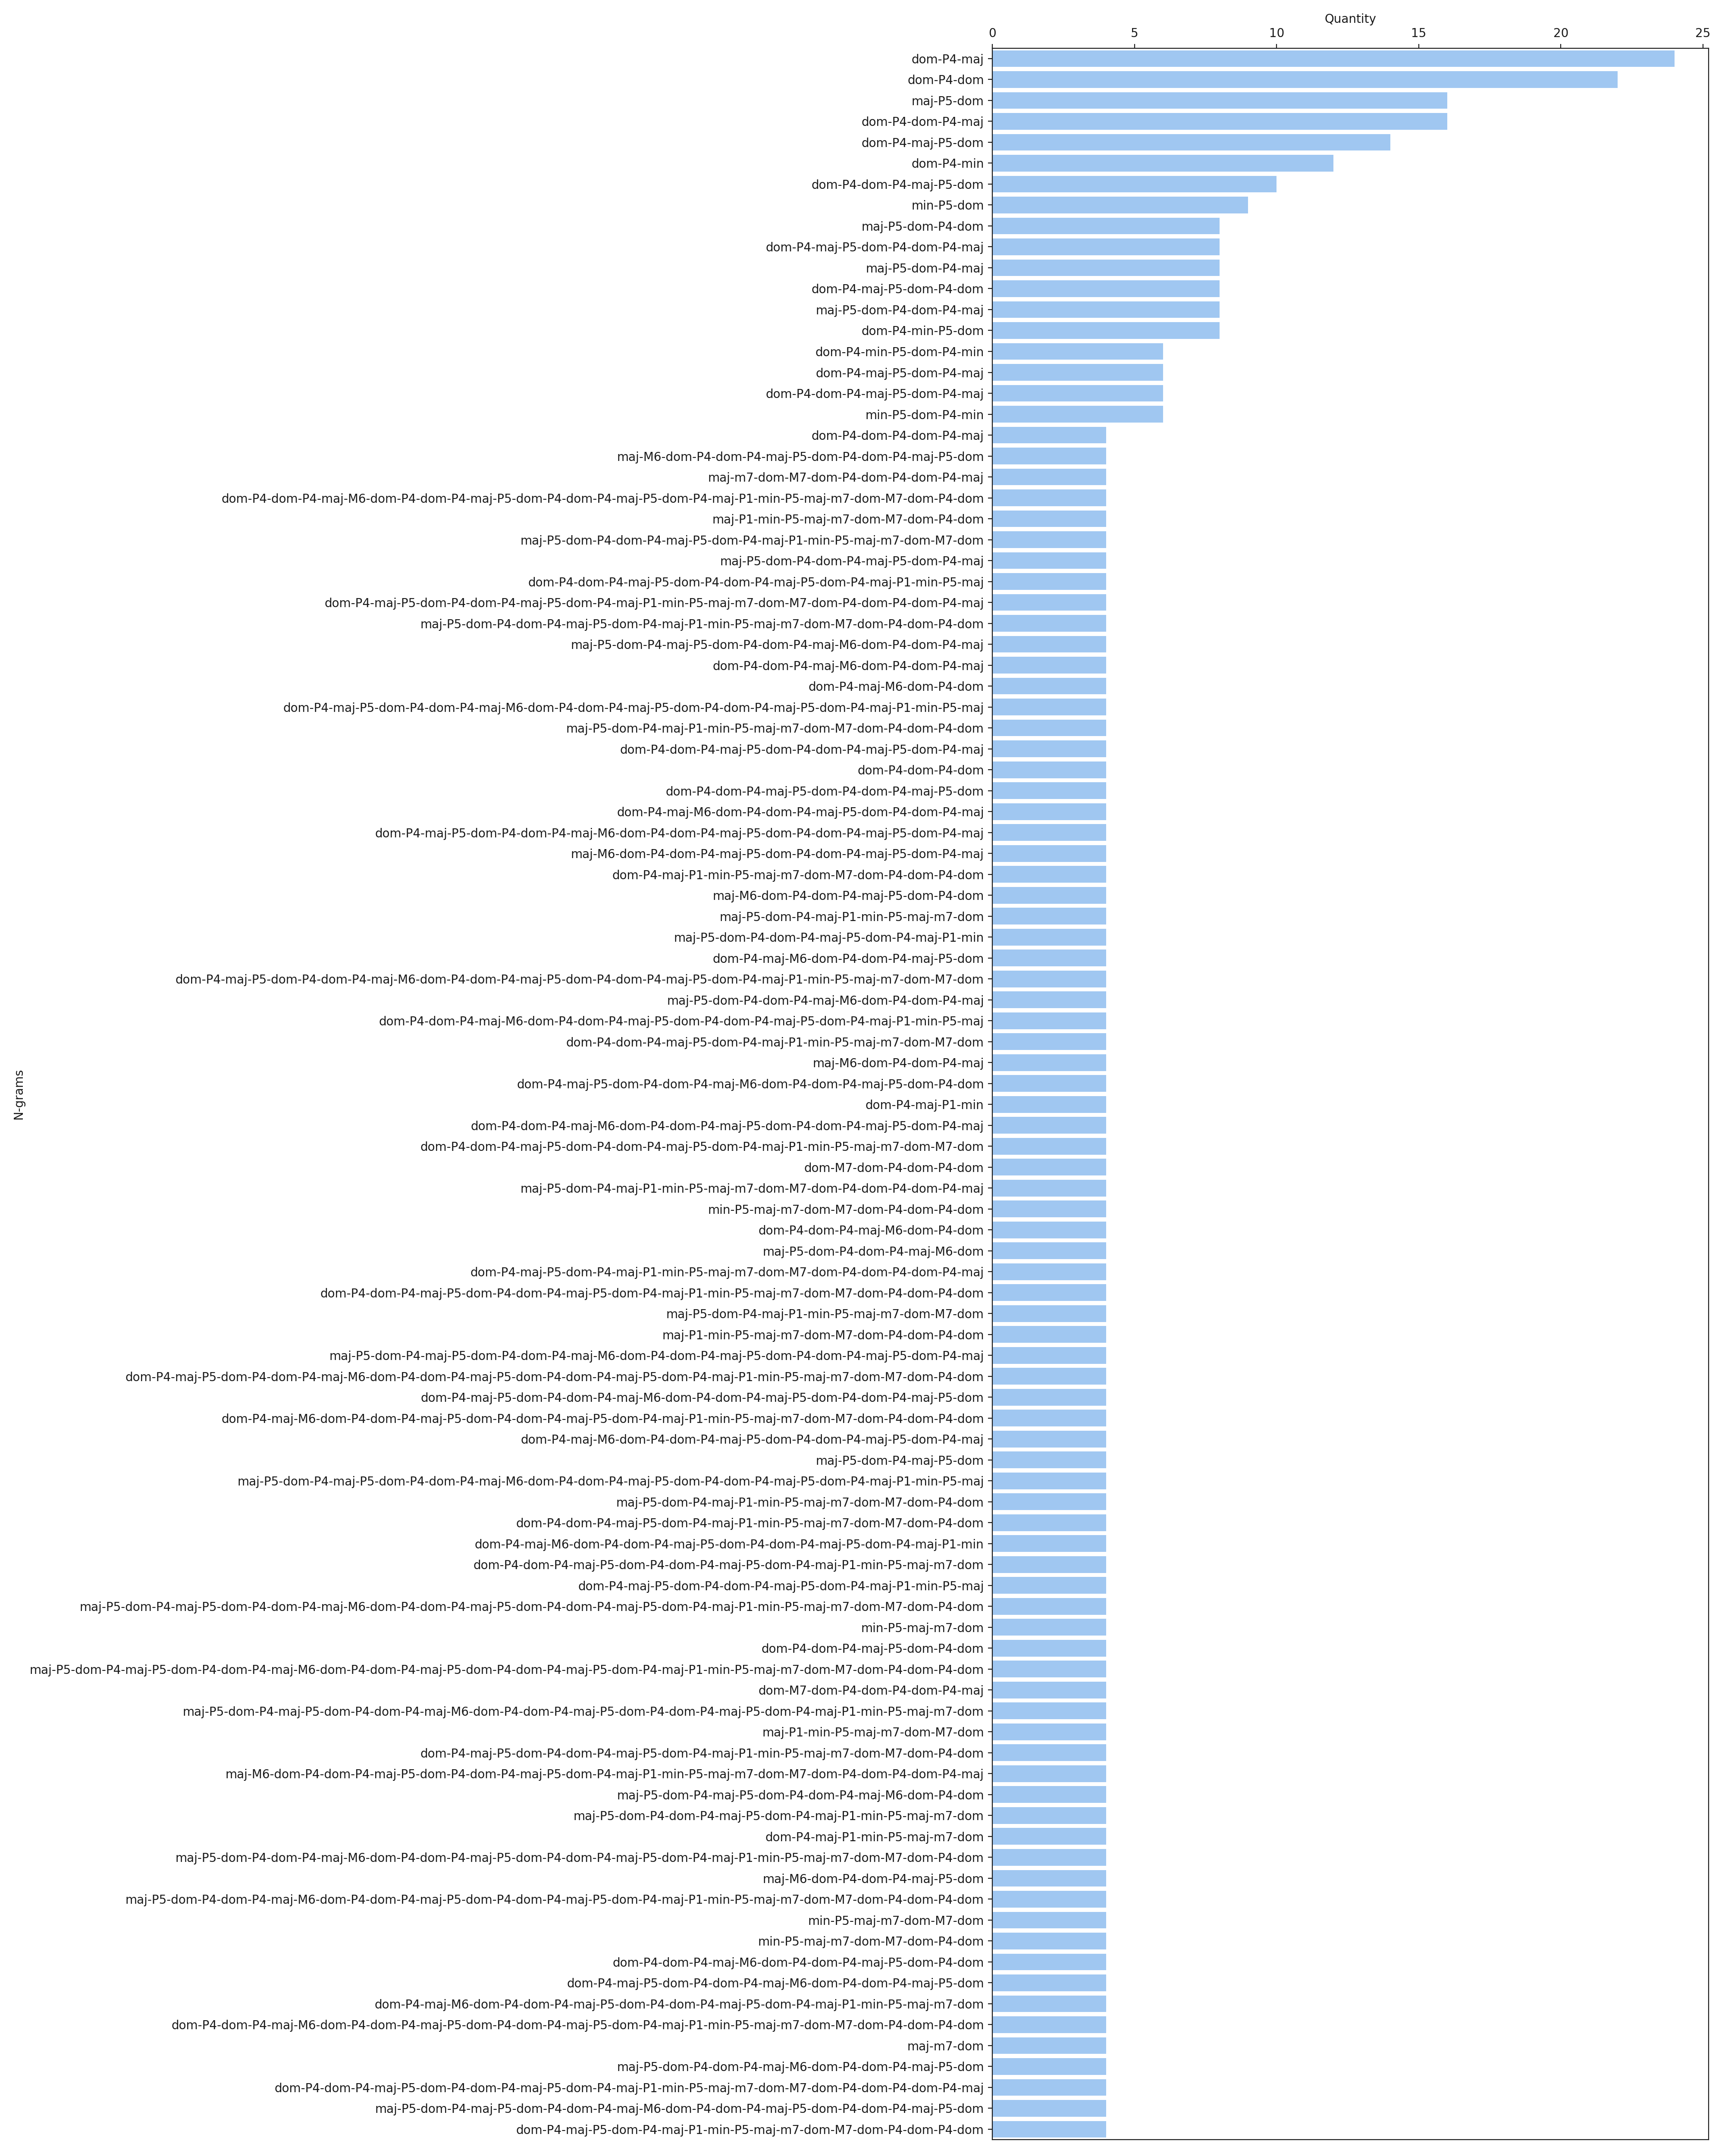 Quantity
0 5 10 15 20 25
dom-P4-maj
dom-P4-dom
maj-P5-dom
dom-P4-dom-P4-maj
dom-P4-maj-P5-dom
dom-P4-min
dom-P4-dom-P4-maj-P5-dom
min-P5-dom
maj-P5-dom-P4-dom
dom-P4-maj-P5-dom-P4-dom-P4-maj
maj-P5-dom-P4-maj
dom-P4-maj-P5-dom-P4-dom
maj-P5-dom-P4-dom-P4-maj
dom-P4-min-P5-dom
dom-P4-min-P5-dom-P4-min
dom-P4-maj-P5-dom-P4-maj
dom-P4-dom-P4-maj-P5-dom-P4-maj
min-P5-dom-P4-min
dom-P4-dom-P4-dom-P4-maj
maj-M6-dom-P4-dom-P4-maj-P5-dom-P4-dom-P4-maj-P5-dom
maj-m7-dom-M7-dom-P4-dom-P4-dom-P4-maj
dom-P4-dom-P4-maj-M6-dom-P4-dom-P4-maj-P5-dom-P4-dom-P4-maj-P5-dom-P4-maj-P1-min-P5-maj-m7-dom-M7-dom-P4-dom
maj-P1-min-P5-maj-m7-dom-M7-dom-P4-dom
maj-P5-dom-P4-dom-P4-maj-P5-dom-P4-maj-P1-min-P5-maj-m7-dom-M7-dom
maj-P5-dom-P4-dom-P4-maj-P5-dom-P4-maj
dom-P4-dom-P4-maj-P5-dom-P4-dom-P4-maj-P5-dom-P4-maj-P1-min-P5-maj
dom-P4-maj-P5-dom-P4-dom-P4-maj-P5-dom-P4-maj-P1-min-P5-maj-m7-dom-M7-dom-P4-dom-P4-dom-P4-maj
maj-P5-dom-P4-dom-P4-maj-P5-dom-P4-maj-P1-min-P5-maj-m7-dom-M7-dom-P4-dom-P4-dom
maj-P5-dom-P4-maj-P5-dom-P4-dom-P4-maj-M6-dom-P4-dom-P4-maj
dom-P4-dom-P4-maj-M6-dom-P4-dom-P4-maj
dom-P4-maj-M6-dom-P4-dom
dom-P4-maj-P5-dom-P4-dom-P4-maj-M6-dom-P4-dom-P4-maj-P5-dom-P4-dom-P4-maj-P5-dom-P4-maj-P1-min-P5-maj
maj-P5-dom-P4-maj-P1-min-P5-maj-m7-dom-M7-dom-P4-dom-P4-dom
dom-P4-dom-P4-maj-P5-dom-P4-dom-P4-maj-P5-dom-P4-maj
dom-P4-dom-P4-dom
dom-P4-dom-P4-maj-P5-dom-P4-dom-P4-maj-P5-dom
dom-P4-maj-M6-dom-P4-dom-P4-maj-P5-dom-P4-dom-P4-maj
dom-P4-maj-P5-dom-P4-dom-P4-maj-M6-dom-P4-dom-P4-maj-P5-dom-P4-dom-P4-maj-P5-dom-P4-maj
maj-M6-dom-P4-dom-P4-maj-P5-dom-P4-dom-P4-maj-P5-dom-P4-maj
dom-P4-maj-P1-min-P5-maj-m7-dom-M7-dom-P4-dom-P4-dom
maj-M6-dom-P4-dom-P4-maj-P5-dom-P4-dom
maj-P5-dom-P4-maj-P1-min-P5-maj-m7-dom
maj-P5-dom-P4-dom-P4-maj-P5-dom-P4-maj-P1-min
dom-P4-maj-M6-dom-P4-dom-P4-maj-P5-dom
dom-P4-maj-P5-dom-P4-dom-P4-maj-M6-dom-P4-dom-P4-maj-P5-dom-P4-dom-P4-maj-P5-dom-P4-maj-P1-min-P5-maj-m7-dom-M7-dom
maj-P5-dom-P4-dom-P4-maj-M6-dom-P4-dom-P4-maj
dom-P4-dom-P4-maj-M6-dom-P4-dom-P4-maj-P5-dom-P4-dom-P4-maj-P5-dom-P4-maj-P1-min-P5-maj
dom-P4-dom-P4-maj-P5-dom-P4-maj-P1-min-P5-maj-m7-dom-M7-dom
maj-M6-dom-P4-dom-P4-maj
dom-P4-maj-P5-dom-P4-dom-P4-maj-M6-dom-P4-dom-P4-maj-P5-dom-P4-dom
N-grams
dom-P4-maj-P1-min
dom-P4-dom-P4-maj-M6-dom-P4-dom-P4-maj-P5-dom-P4-dom-P4-maj-P5-dom-P4-maj
dom-P4-dom-P4-maj-P5-dom-P4-dom-P4-maj-P5-dom-P4-maj-P1-min-P5-maj-m7-dom-M7-dom
dom-M7-dom-P4-dom-P4-dom
maj-P5-dom-P4-maj-P1-min-P5-maj-m7-dom-M7-dom-P4-dom-P4-dom-P4-maj
min-P5-maj-m7-dom-M7-dom-P4-dom-P4-dom
dom-P4-dom-P4-maj-M6-dom-P4-dom
maj-P5-dom-P4-dom-P4-maj-M6-dom
dom-P4-maj-P5-dom-P4-maj-P1-min-P5-maj-m7-dom-M7-dom-P4-dom-P4-dom-P4-maj
dom-P4-dom-P4-maj-P5-dom-P4-dom-P4-maj-P5-dom-P4-maj-P1-min-P5-maj-m7-dom-M7-dom-P4-dom-P4-dom
maj-P5-dom-P4-maj-P1-min-P5-maj-m7-dom-M7-dom
maj-P1-min-P5-maj-m7-dom-M7-dom-P4-dom-P4-dom
maj-P5-dom-P4-maj-P5-dom-P4-dom-P4-maj-M6-dom-P4-dom-P4-maj-P5-dom-P4-dom-P4-maj-P5-dom-P4-maj
dom-P4-maj-P5-dom-P4-dom-P4-maj-M6-dom-P4-dom-P4-maj-P5-dom-P4-dom-P4-maj-P5-dom-P4-maj-P1-min-P5-maj-m7-dom-M7-dom-P4-dom
dom-P4-maj-P5-dom-P4-dom-P4-maj-M6-dom-P4-dom-P4-maj-P5-dom-P4-dom-P4-maj-P5-dom
dom-P4-maj-M6-dom-P4-dom-P4-maj-P5-dom-P4-dom-P4-maj-P5-dom-P4-maj-P1-min-P5-maj-m7-dom-M7-dom-P4-dom-P4-dom
dom-P4-maj-M6-dom-P4-dom-P4-maj-P5-dom-P4-dom-P4-maj-P5-dom-P4-maj
maj-P5-dom-P4-maj-P5-dom
maj-P5-dom-P4-maj-P5-dom-P4-dom-P4-maj-M6-dom-P4-dom-P4-maj-P5-dom-P4-dom-P4-maj-P5-dom-P4-maj-P1-min-P5-maj
maj-P5-dom-P4-maj-P1-min-P5-maj-m7-dom-M7-dom-P4-dom
dom-P4-dom-P4-maj-P5-dom-P4-maj-P1-min-P5-maj-m7-dom-M7-dom-P4-dom
dom-P4-maj-M6-dom-P4-dom-P4-maj-P5-dom-P4-dom-P4-maj-P5-dom-P4-maj-P1-min
dom-P4-dom-P4-maj-P5-dom-P4-dom-P4-maj-P5-dom-P4-maj-P1-min-P5-maj-m7-dom
dom-P4-maj-P5-dom-P4-dom-P4-maj-P5-dom-P4-maj-P1-min-P5-maj
maj-P5-dom-P4-maj-P5-dom-P4-dom-P4-maj-M6-dom-P4-dom-P4-maj-P5-dom-P4-dom-P4-maj-P5-dom-P4-maj-P1-min-P5-maj-m7-dom-M7-dom-P4-dom
min-P5-maj-m7-dom
dom-P4-dom-P4-maj-P5-dom-P4-dom
maj-P5-dom-P4-maj-P5-dom-P4-dom-P4-maj-M6-dom-P4-dom-P4-maj-P5-dom-P4-dom-P4-maj-P5-dom-P4-maj-P1-min-P5-maj-m7-dom-M7-dom-P4-dom-P4-dom
dom-M7-dom-P4-dom-P4-dom-P4-maj
maj-P5-dom-P4-maj-P5-dom-P4-dom-P4-maj-M6-dom-P4-dom-P4-maj-P5-dom-P4-dom-P4-maj-P5-dom-P4-maj-P1-min-P5-maj-m7-dom
maj-P1-min-P5-maj-m7-dom-M7-dom
dom-P4-maj-P5-dom-P4-dom-P4-maj-P5-dom-P4-maj-P1-min-P5-maj-m7-dom-M7-dom-P4-dom
maj-M6-dom-P4-dom-P4-maj-P5-dom-P4-dom-P4-maj-P5-dom-P4-maj-P1-min-P5-maj-m7-dom-M7-dom-P4-dom-P4-dom-P4-maj
maj-P5-dom-P4-maj-P5-dom-P4-dom-P4-maj-M6-dom-P4-dom
maj-P5-dom-P4-dom-P4-maj-P5-dom-P4-maj-P1-min-P5-maj-m7-dom
dom-P4-maj-P1-min-P5-maj-m7-dom
maj-P5-dom-P4-dom-P4-maj-M6-dom-P4-dom-P4-maj-P5-dom-P4-dom-P4-maj-P5-dom-P4-maj-P1-min-P5-maj-m7-dom-M7-dom-P4-dom
maj-M6-dom-P4-dom-P4-maj-P5-dom
maj-P5-dom-P4-dom-P4-maj-M6-dom-P4-dom-P4-maj-P5-dom-P4-dom-P4-maj-P5-dom-P4-maj-P1-min-P5-maj-m7-dom-M7-dom-P4-dom-P4-dom
min-P5-maj-m7-dom-M7-dom
min-P5-maj-m7-dom-M7-dom-P4-dom
dom-P4-dom-P4-maj-M6-dom-P4-dom-P4-maj-P5-dom-P4-dom
dom-P4-maj-P5-dom-P4-dom-P4-maj-M6-dom-P4-dom-P4-maj-P5-dom
dom-P4-maj-M6-dom-P4-dom-P4-maj-P5-dom-P4-dom-P4-maj-P5-dom-P4-maj-P1-min-P5-maj-m7-dom
dom-P4-dom-P4-maj-M6-dom-P4-dom-P4-maj-P5-dom-P4-dom-P4-maj-P5-dom-P4-maj-P1-min-P5-maj-m7-dom-M7-dom-P4-dom-P4-dom
maj-m7-dom
maj-P5-dom-P4-dom-P4-maj-M6-dom-P4-dom-P4-maj-P5-dom
dom-P4-dom-P4-maj-P5-dom-P4-dom-P4-maj-P5-dom-P4-maj-P1-min-P5-maj-m7-dom-M7-dom-P4-dom-P4-dom-P4-maj
maj-P5-dom-P4-maj-P5-dom-P4-dom-P4-maj-M6-dom-P4-dom-P4-maj-P5-dom-P4-dom-P4-maj-P5-dom
dom-P4-maj-P5-dom-P4-maj-P1-min-P5-maj-m7-dom-M7-dom-P4-dom-P4-dom